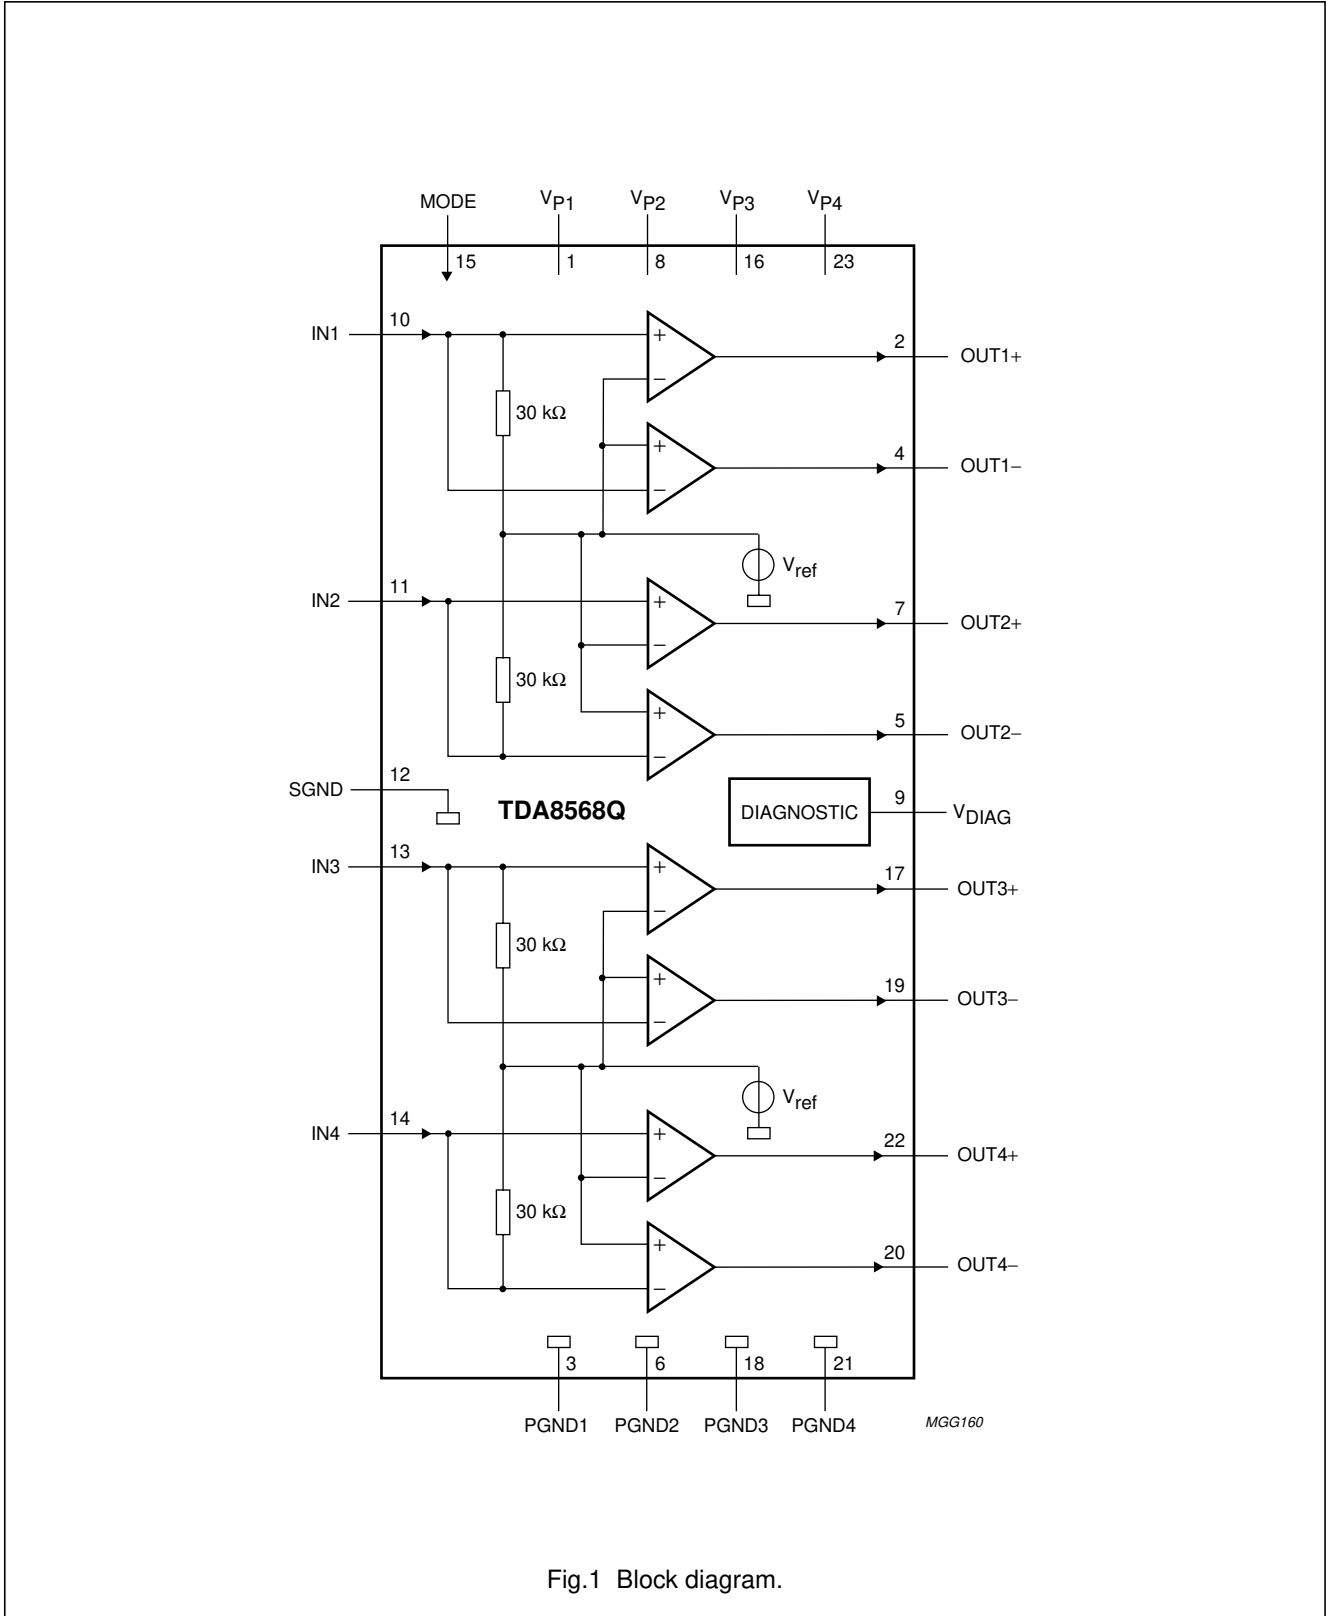 MODE VP1 VP2 VP3 VP4
15 1 8 16 23
IN1 10 + 2 OUT1+
−
30 kΩ
+ 4 OUT1−
−
Vref
IN2 11 + 7 OUT2+
−
30 kΩ
+ 5 OUT2−
−
SGND 12
TDA8568Q DIAGNOSTIC 9 VDIAG
IN3 13 + 17 OUT3+
−
30 kΩ
+ 19 OUT3−
−
Vref
IN4 14 + 22 OUT4+
−
30 kΩ
+ 20 OUT4−
−
3 6 18 21
PGND1 PGND2 PGND3 PGND4 MGG160
Fig.1 Block diagram.